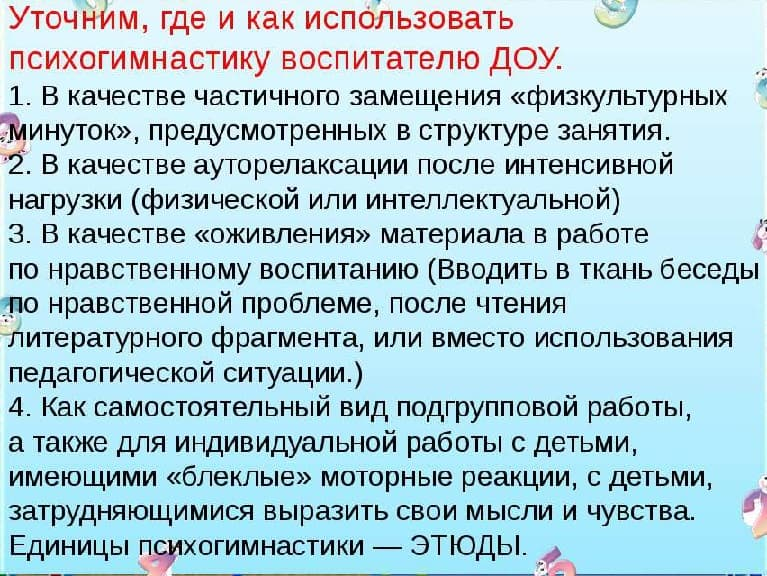 Уточним, где и как использовать
психогимнастику воспитателю ДОУ.
1. В качестве частичного замещения «физкультурных
минуток», предусмотренных в структуре занятия.
2. В качестве ауторелаксации после интенсивной
нагрузки (физической или интеллектуальной)
3. В качестве «оживления» материала в работе
по нравственному воспитанию (Вводить в ткань беседы
по нравственной проблеме, после чтения
литературного фрагмента, или вместо использования
педагогической ситуации.)
4. Как самостоятельный вид подгрупповой работы,
а также для индивидуальной работы с детьми,
имеющими «блеклые» моторные реакции, с детьми,
затрудняющимися выразить свои мысли и чувства.
Единицы психогимнастики — ЭТЮДЫ.